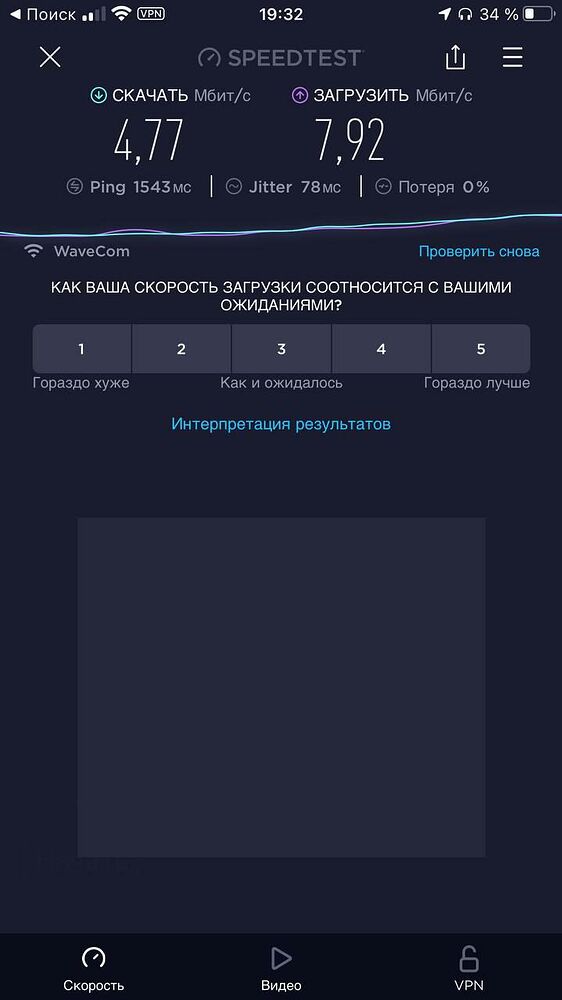 ◀ Поиск VPN 19:32 34 %
SPEEDTEST
СКАЧАТЬ Мбит/с ЗАГРУЗИТЬ Мбит/с
4,77 7,92
Ping 1543 мс Jitter 78 мс Потеря 0 %
WaveCom Проверить снова
КАК ВАША СКОРОСТЬ ЗАГРУЗКИ СООТНОСИТСЯ С ВАШИМИ
ОЖИДАНИЯМИ?
1 2 3 4 5
Гораздо хуже Как и ожидалось Гораздо лучше
Интерпретация результатов
Скорость Видео VPN